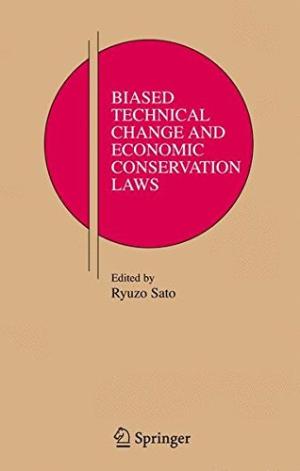 BIASED
TECHNICAL
CHANGE AND
ECONOMIC
CONSERVATION
LAWS
Edited by
Ryuzo Sato
Springer